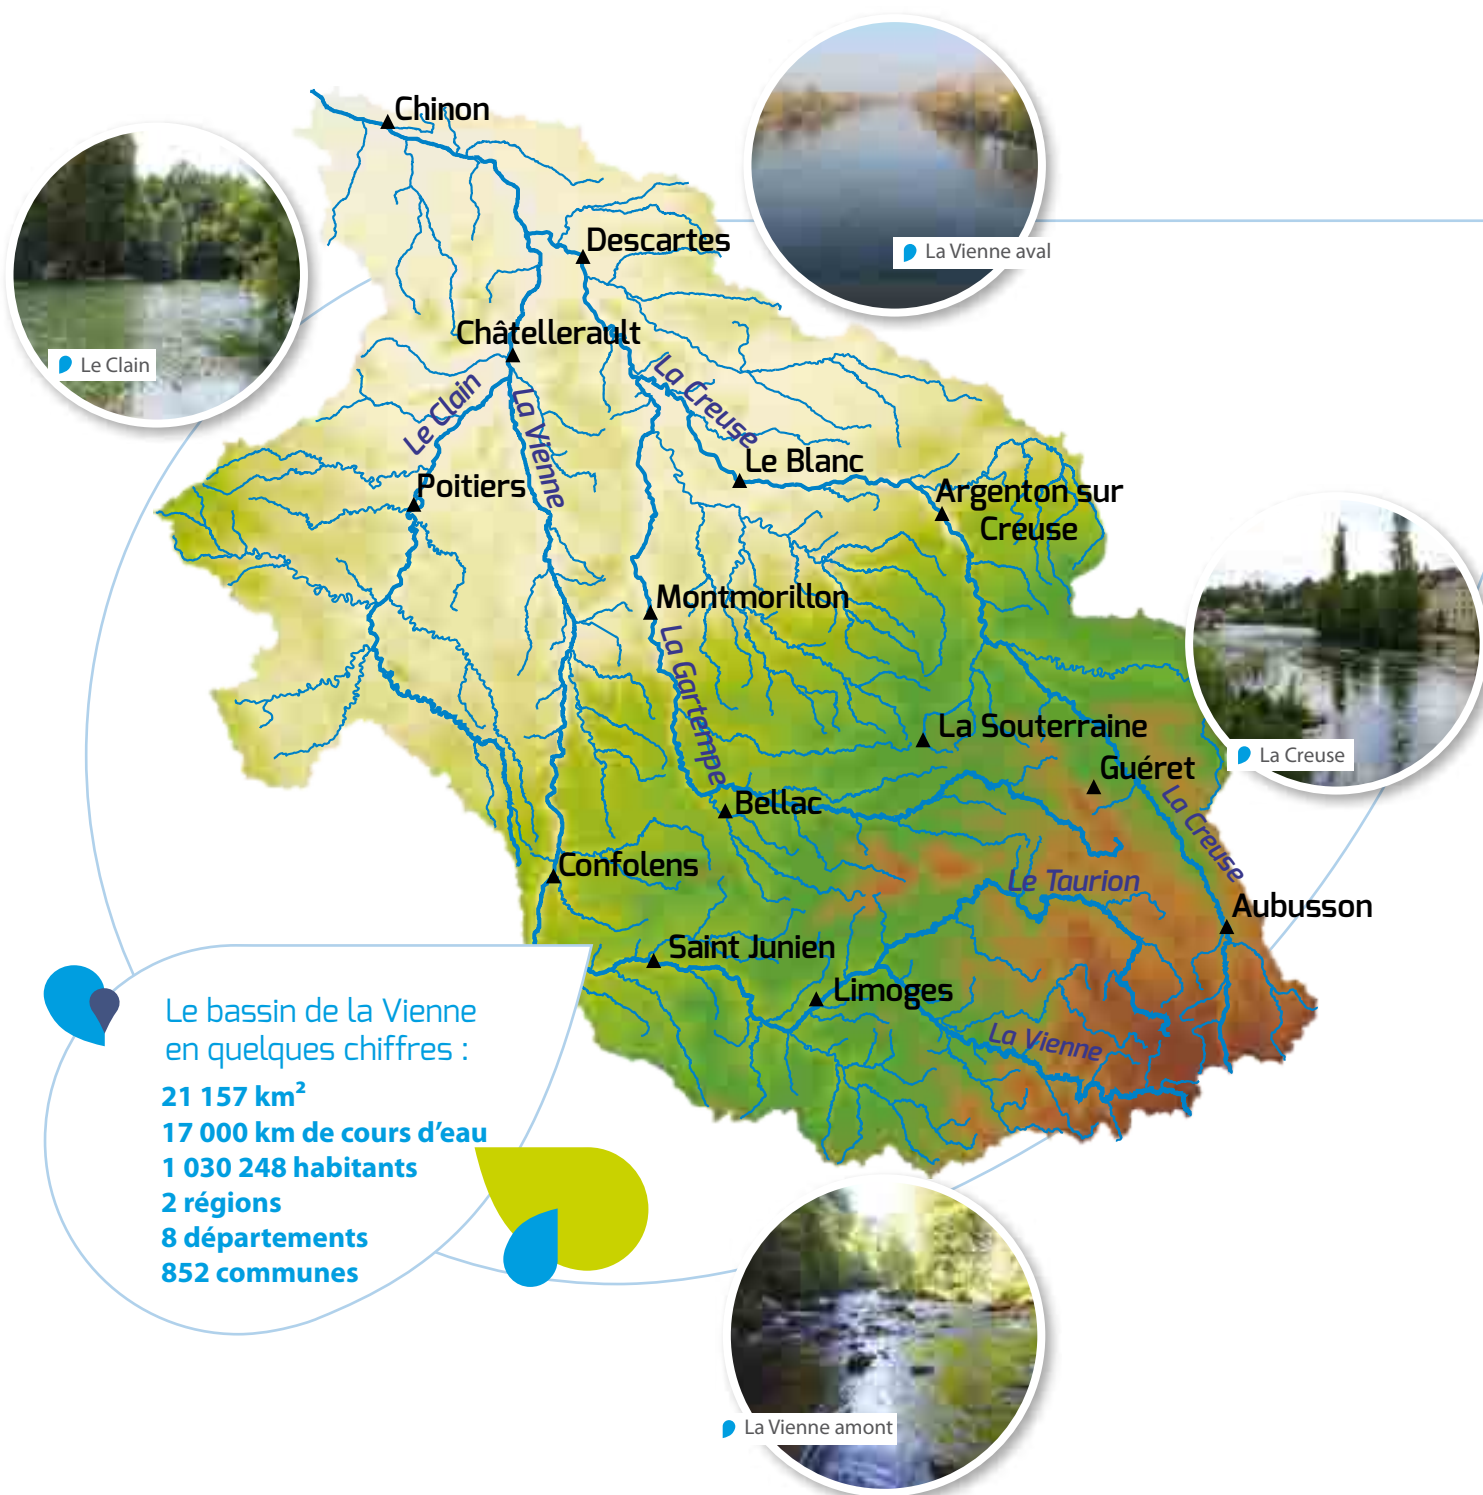 Chinon
La Vienne aval
Descartes
Le Clain
Châtellerault
La Creuse
Le Clain
La Vienne
Le Blanc
Poitiers
Argenton sur
Creuse
Montmorillon
La Gartempe
La Souterraine
La Creuse
Guéret
La Creuse
Bellac
Confolens
Le Taurion
Aubusson
Saint Junien
Limoges
La Vienne
Le bassin de la Vienne
en quelques chiffres :
21 157 km²
17 000 km de cours d'eau
1 030 248 habitants
2 régions
8 départements
852 communes
La Vienne amont